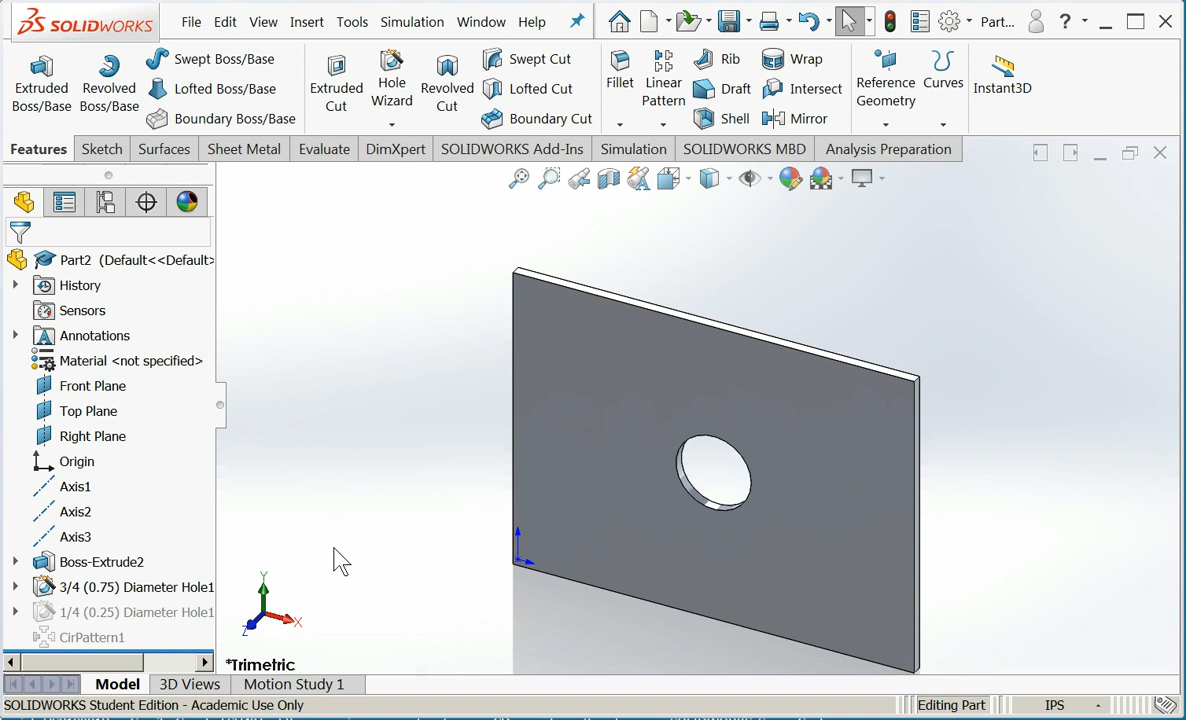 SOLIDWORKS
File Edit View Insert Tools Simulation Window Help
Part...
?
Extruded Boss/Base
Revolved Boss/Base
Swept Boss/Base
Lofted Boss/Base
Boundary Boss/Base
Extruded Cut
Hole Wizard
Revolved Cut
Swept Cut
Lofted Cut
Boundary Cut
Fillet
Linear Pattern
Rib
Draft
Shell
Wrap
Intersect
Mirror
Reference Geometry
Curves
Instant3D
Features Sketch Surfaces Sheet Metal Evaluate DimXpert SOLIDWORKS Add-Ins Simulation SOLIDWORKS MBD Analysis Preparation
Part2 (Default<<Default>
History
Sensors
Annotations
Material <not specified>
Front Plane
Top Plane
Right Plane
Origin
Axis1
Axis2
Axis3
Boss-Extrude2
3/4 (0.75) Diameter Hole1
1/4 (0.25) Diameter Hole1
CirPattern1
Y
X
Z
*Trimetric
Model 3D Views Motion Study 1
SOLIDWORKS Student Edition - Academic Use Only
Editing Part
IPS